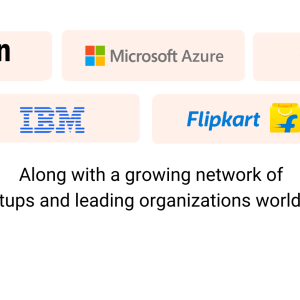 n
Microsoft Azure
IBM
Flipkart
Along with a growing network of
tups and leading organizations world